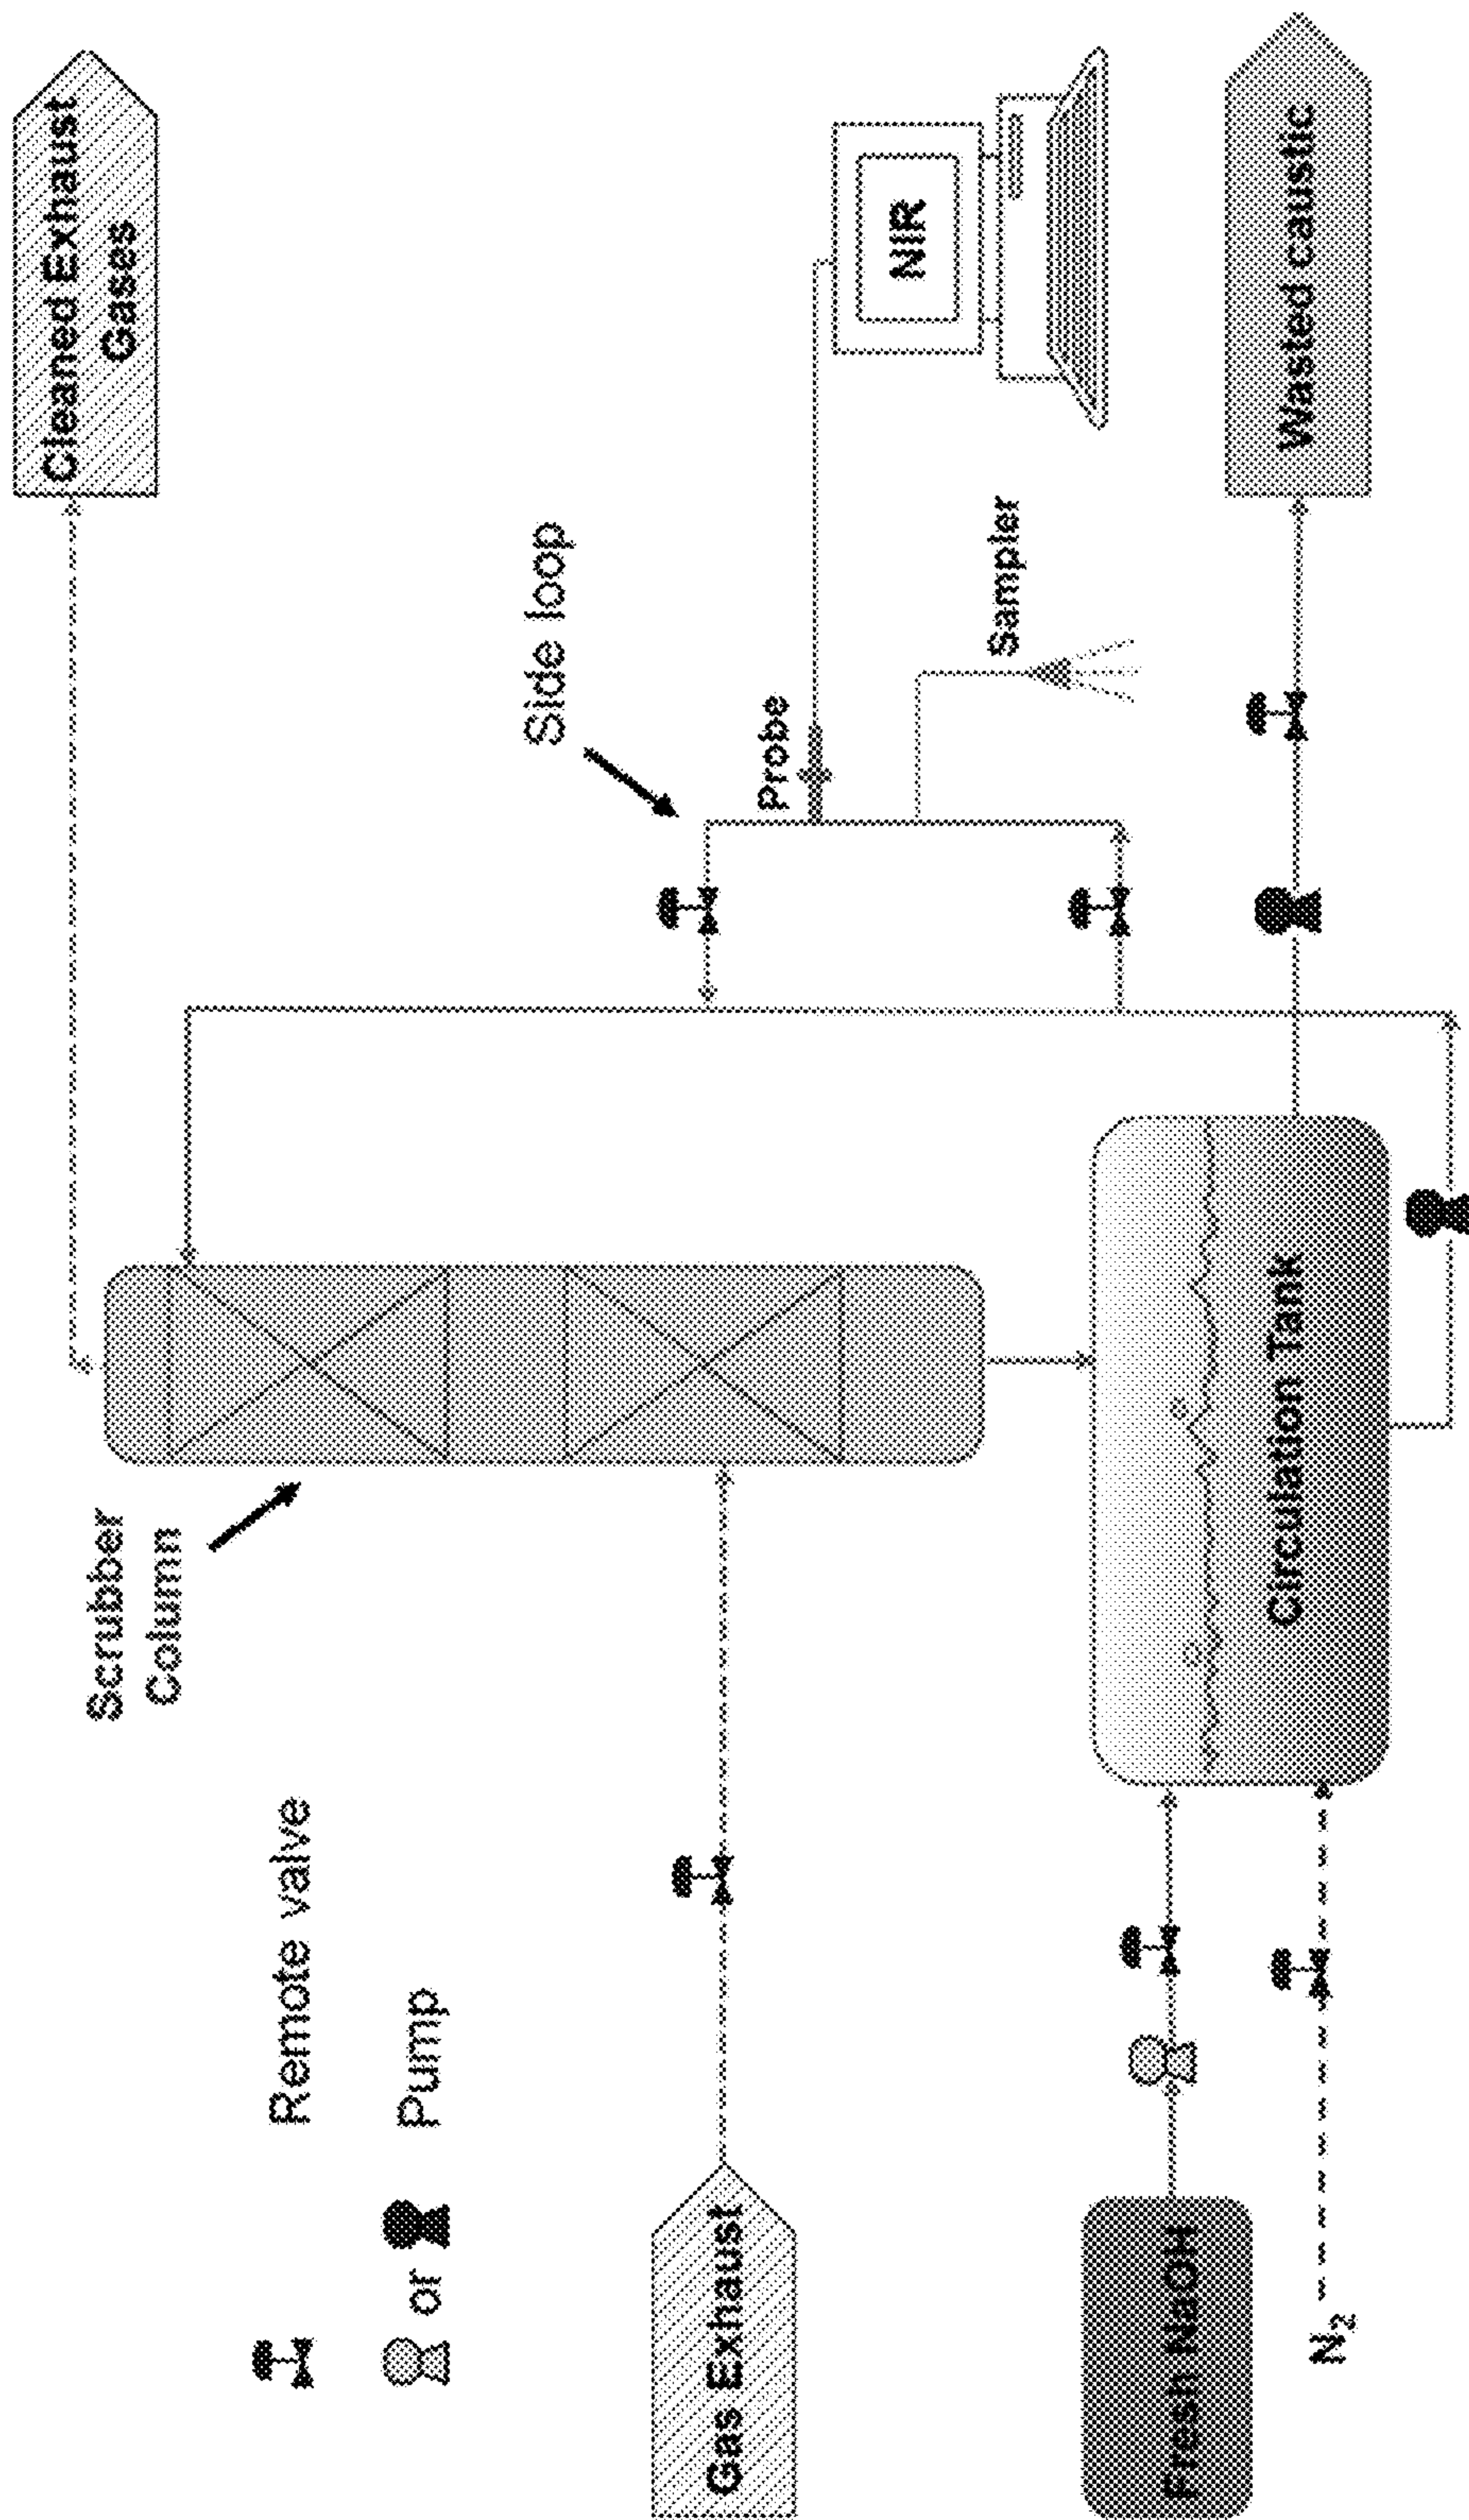 Cleaned Exhaust
Gases
Scrubber
Column
Remote valve
or
Pump
Side loop
Probe
NIR
Sampler
Gas Exhaust
Fresh NaOH
N₂
Circulation Tank
Wasted caustic